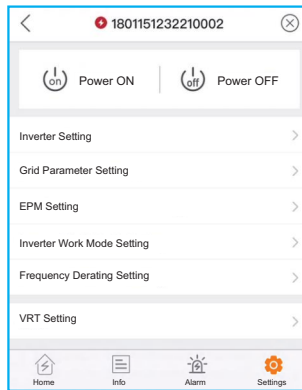 1801151232210002
on Power ON
off Power OFF
Inverter Setting
Grid Parameter Setting
EPM Setting
Inverter Work Mode Setting
Frequency Derating Setting
VRT Setting
Home Info Alarm Settings